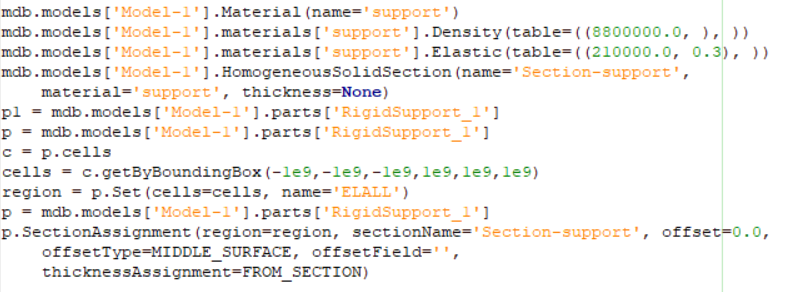 mdb.models['Model-1'].Material(name='support')
mdb.models['Model-1'].materials['support'].Density(table=((8800000.0, ), ))
mdb.models['Model-1'].materials['support'].Elastic(table=((210000.0, 0.3), ))
mdb.models['Model-1'].HomogeneousSolidSection(name='Section-support',
    material='support', thickness=None)
p1 = mdb.models['Model-1'].parts['RigidSupport_1']
p = mdb.models['Model-1'].parts['RigidSupport_1']
c = p.cells
cells = c.getByBoundingBox(-1e9,-1e9,-1e9,1e9,1e9,1e9)
region = p.Set(cells=cells, name='ELALL')
p = mdb.models['Model-1'].parts['RigidSupport_1']
p.SectionAssignment(region=region, sectionName='Section-support', offset=0.0,
    offsetType=MIDDLE_SURFACE, offsetField='',
    thicknessAssignment=FROM_SECTION)